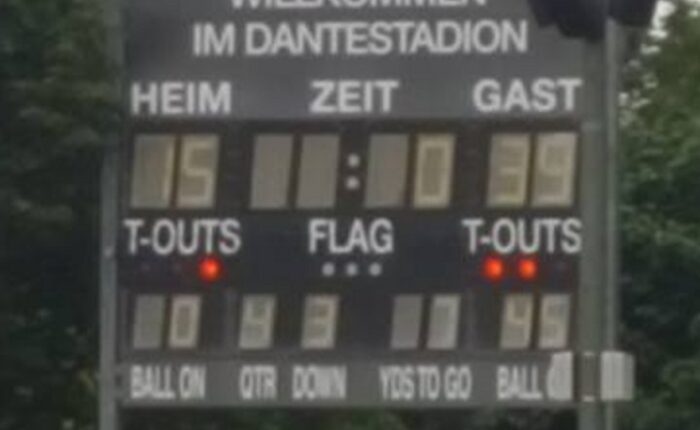 WILLKOMMEN
IM DANTESTADION
HEIM ZEIT GAST
15 : 0 39
T-OUTS FLAG T-OUTS
0 4 3 45
BALL ON QTR DOWN YDS TO GO BALL